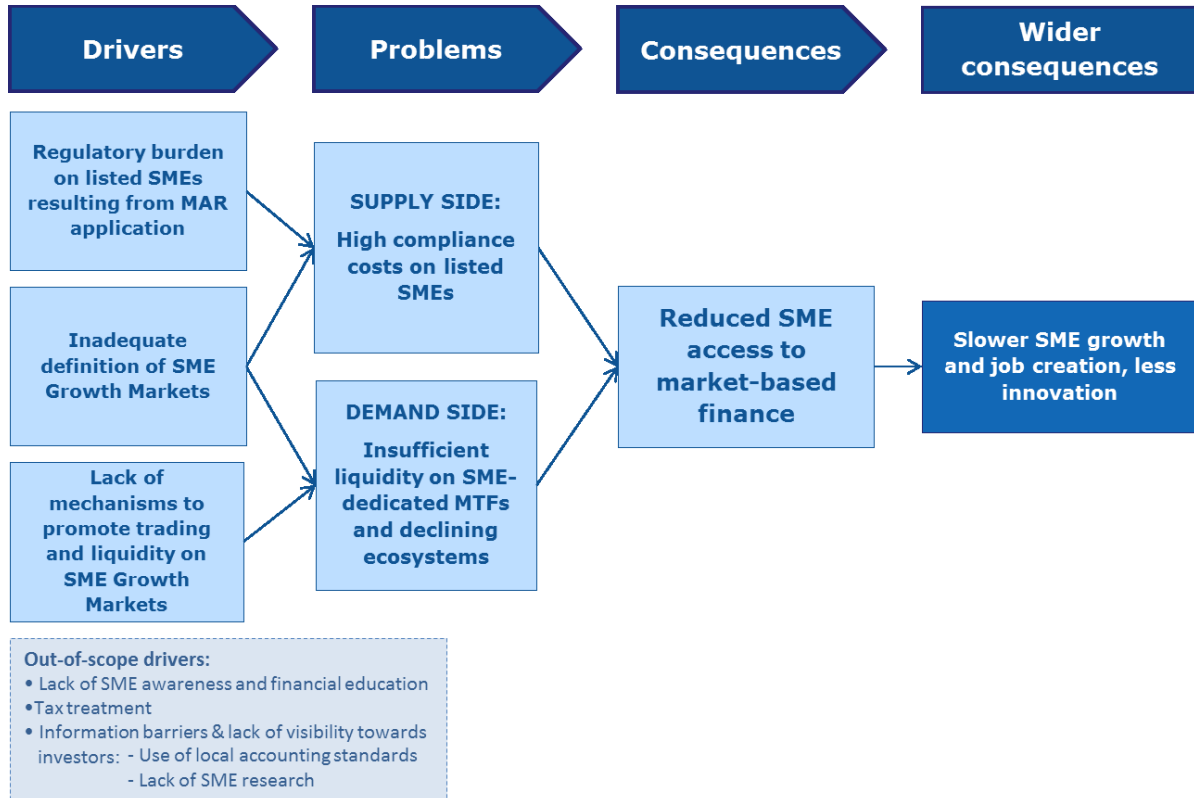 Drivers
Problems
Consequences
Wider
consequences
Regulatory burden
on listed SMEs
resulting from MAR
application
Inadequate
definition of SME
Growth Markets
Lack of
mechanisms to
promote trading
and liquidity on
SME Growth
Markets
SUPPLY SIDE:
High compliance
costs on listed
SMEs
DEMAND SIDE:
Insufficient
liquidity on SME-
dedicated MTFs
and declining
ecosystems
Reduced SME
access to
market-based
finance
Slower SME growth
and job creation, less
innovation
Out-of-scope drivers:
• Lack of SME awareness and financial education
•Tax treatment
• Information barriers & lack of visibility towards
investors: - Use of local accounting standards
- Lack of SME research